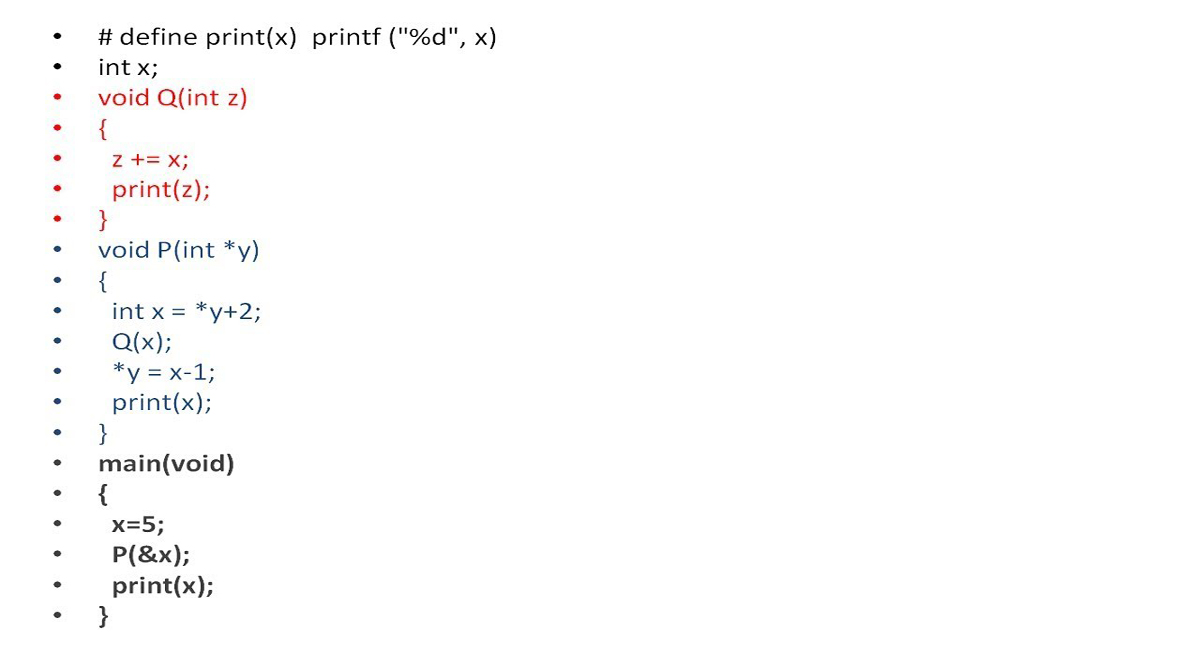 • # define print(x)  printf ("%d", x)
• int x;
• void Q(int z)
• {
•   z += x;
•   print(z);
• }
• void P(int *y)
• {
•   int x = *y+2;
•   Q(x);
•   *y = x-1;
•   print(x);
• }
• main(void)
• {
•   x=5;
•   P(&x);
•   print(x);
• }